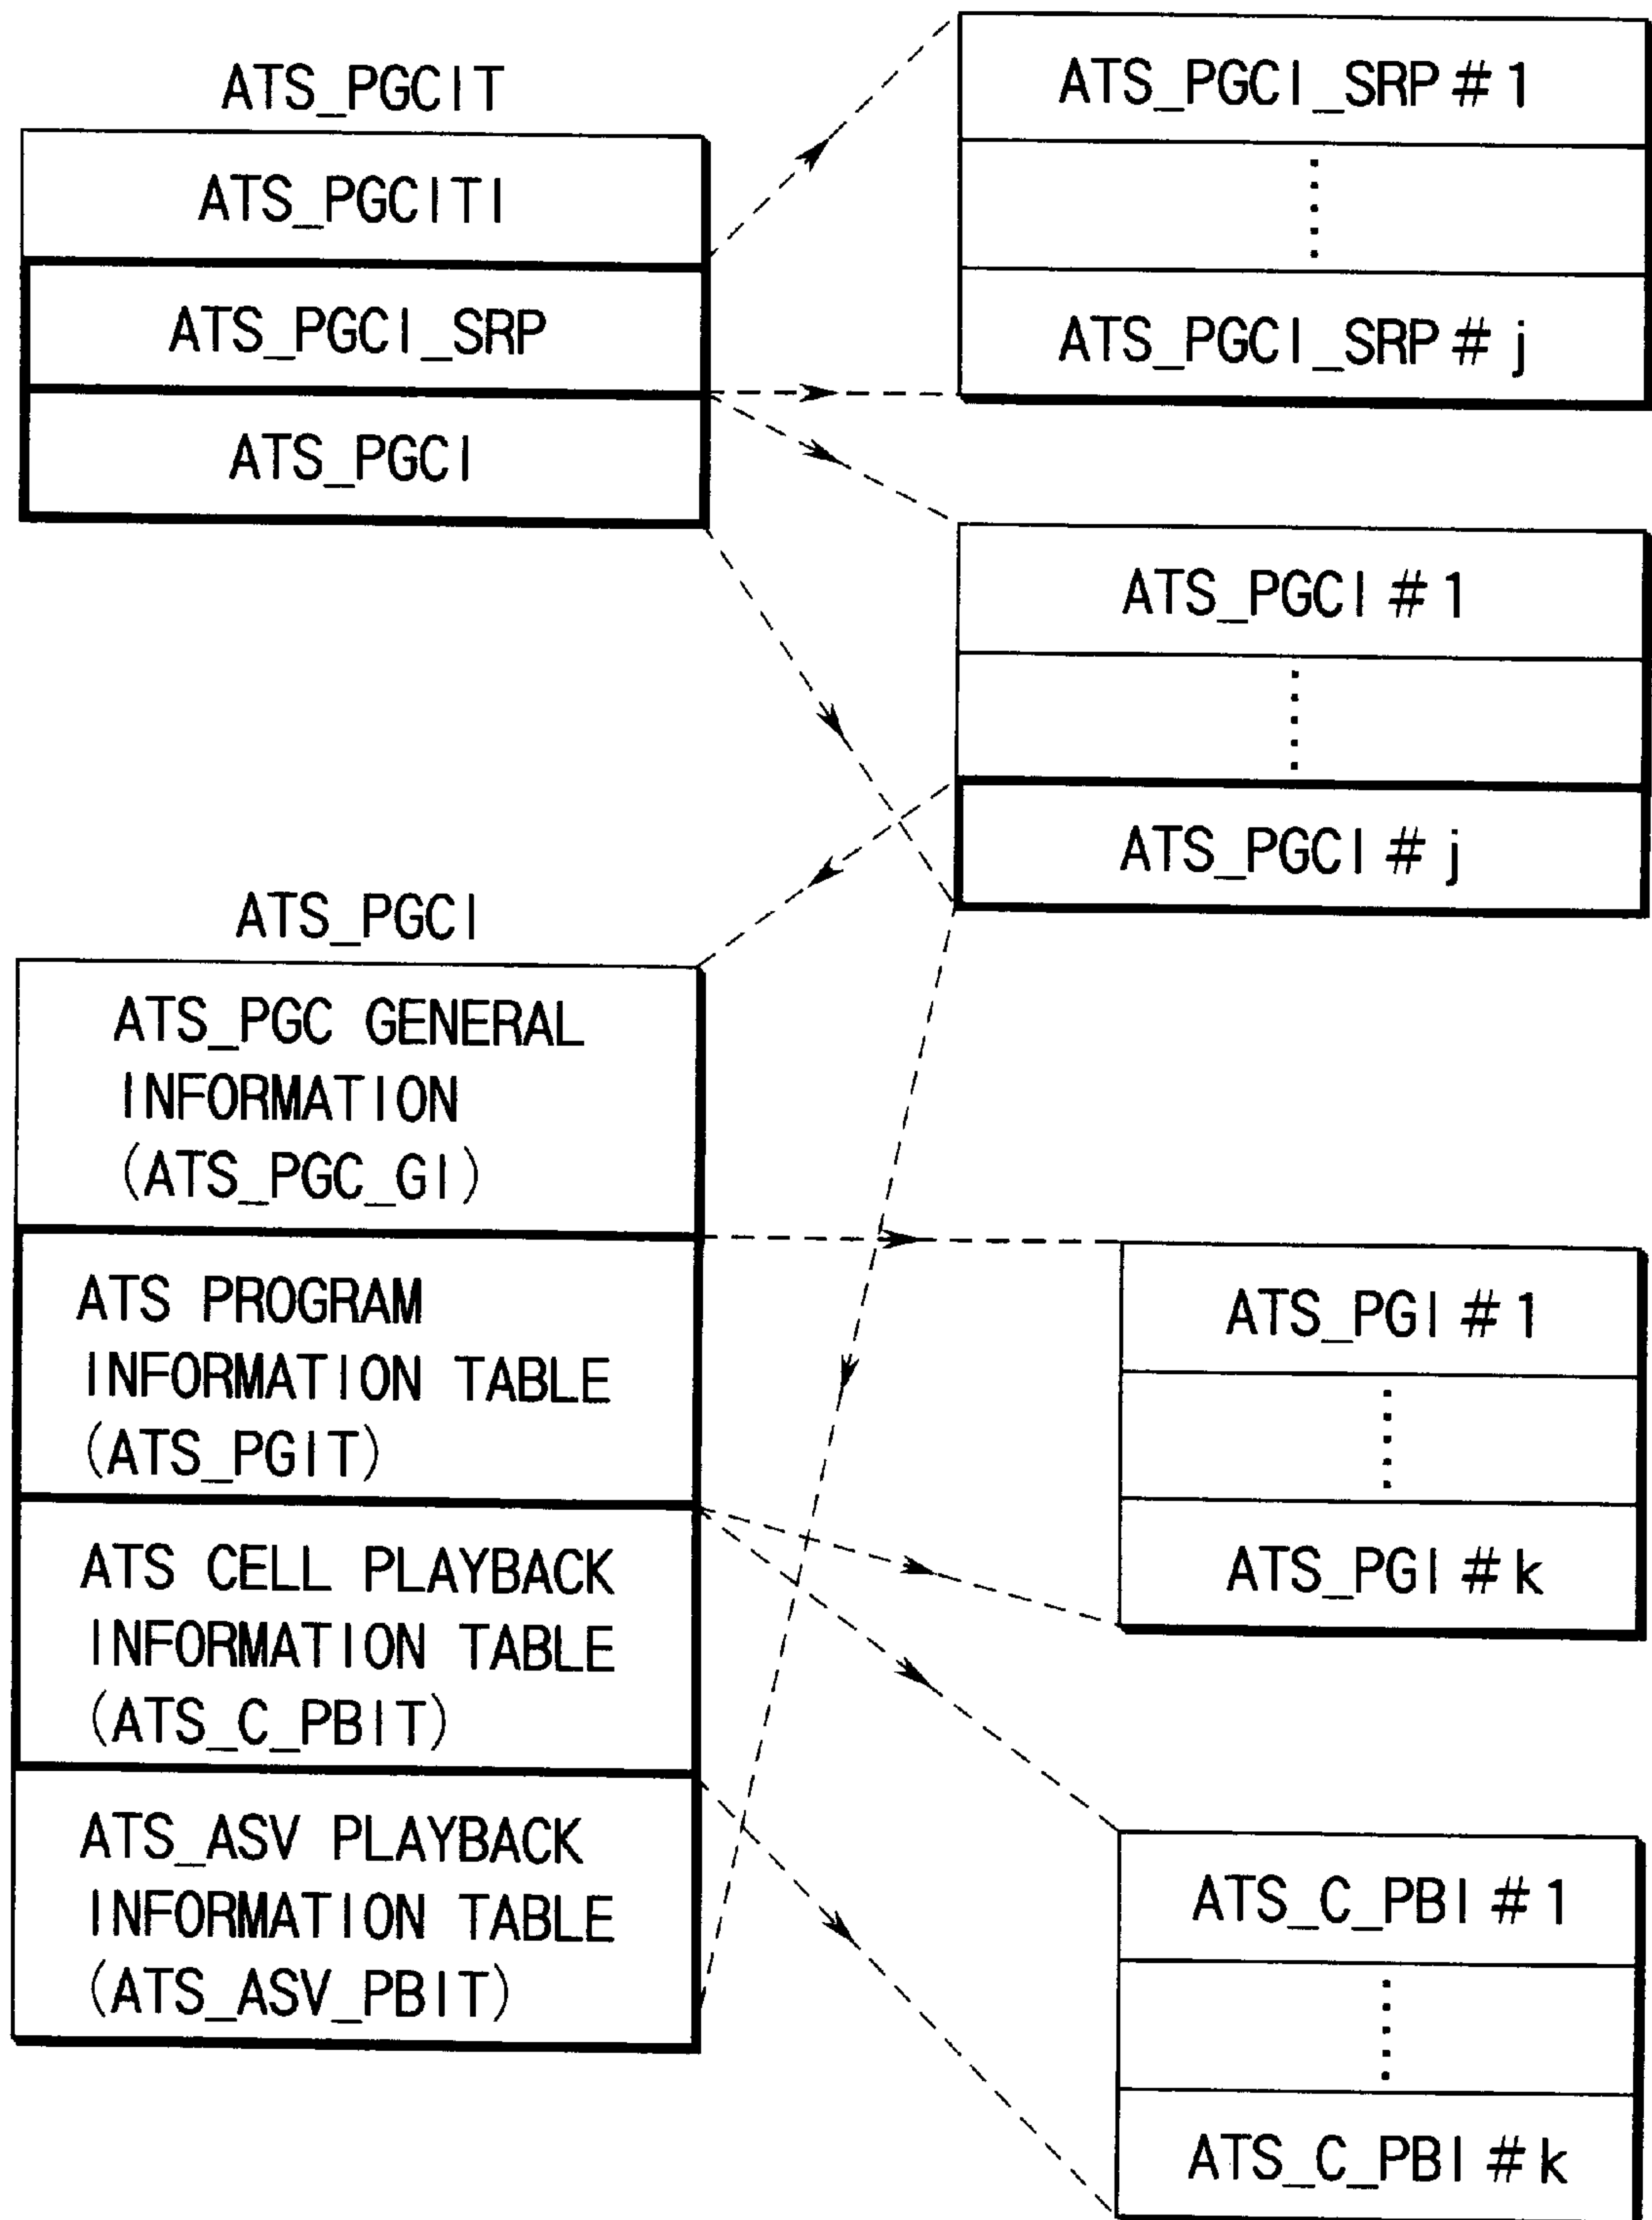 ATS_PGCIT
ATS_PGCITI
ATS_PGCI_SRP
ATS_PGCI
ATS_PGCI_SRP # 1
ATS_PGCI_SRP # j
ATS_PGCI # 1
ATS_PGCI # j
ATS_PGCI
ATS_PGC GENERAL
INFORMATION
(ATS_PGC_GI)
ATS PROGRAM
INFORMATION TABLE
(ATS_PGIT)
ATS CELL PLAYBACK
INFORMATION TABLE
(ATS_C_PBIT)
ATS_ASV PLAYBACK
INFORMATION TABLE
(ATS_ASV_PBIT)
ATS_PGI # 1
ATS_PGI # k
ATS_C_PBI # 1
ATS_C_PBI # k